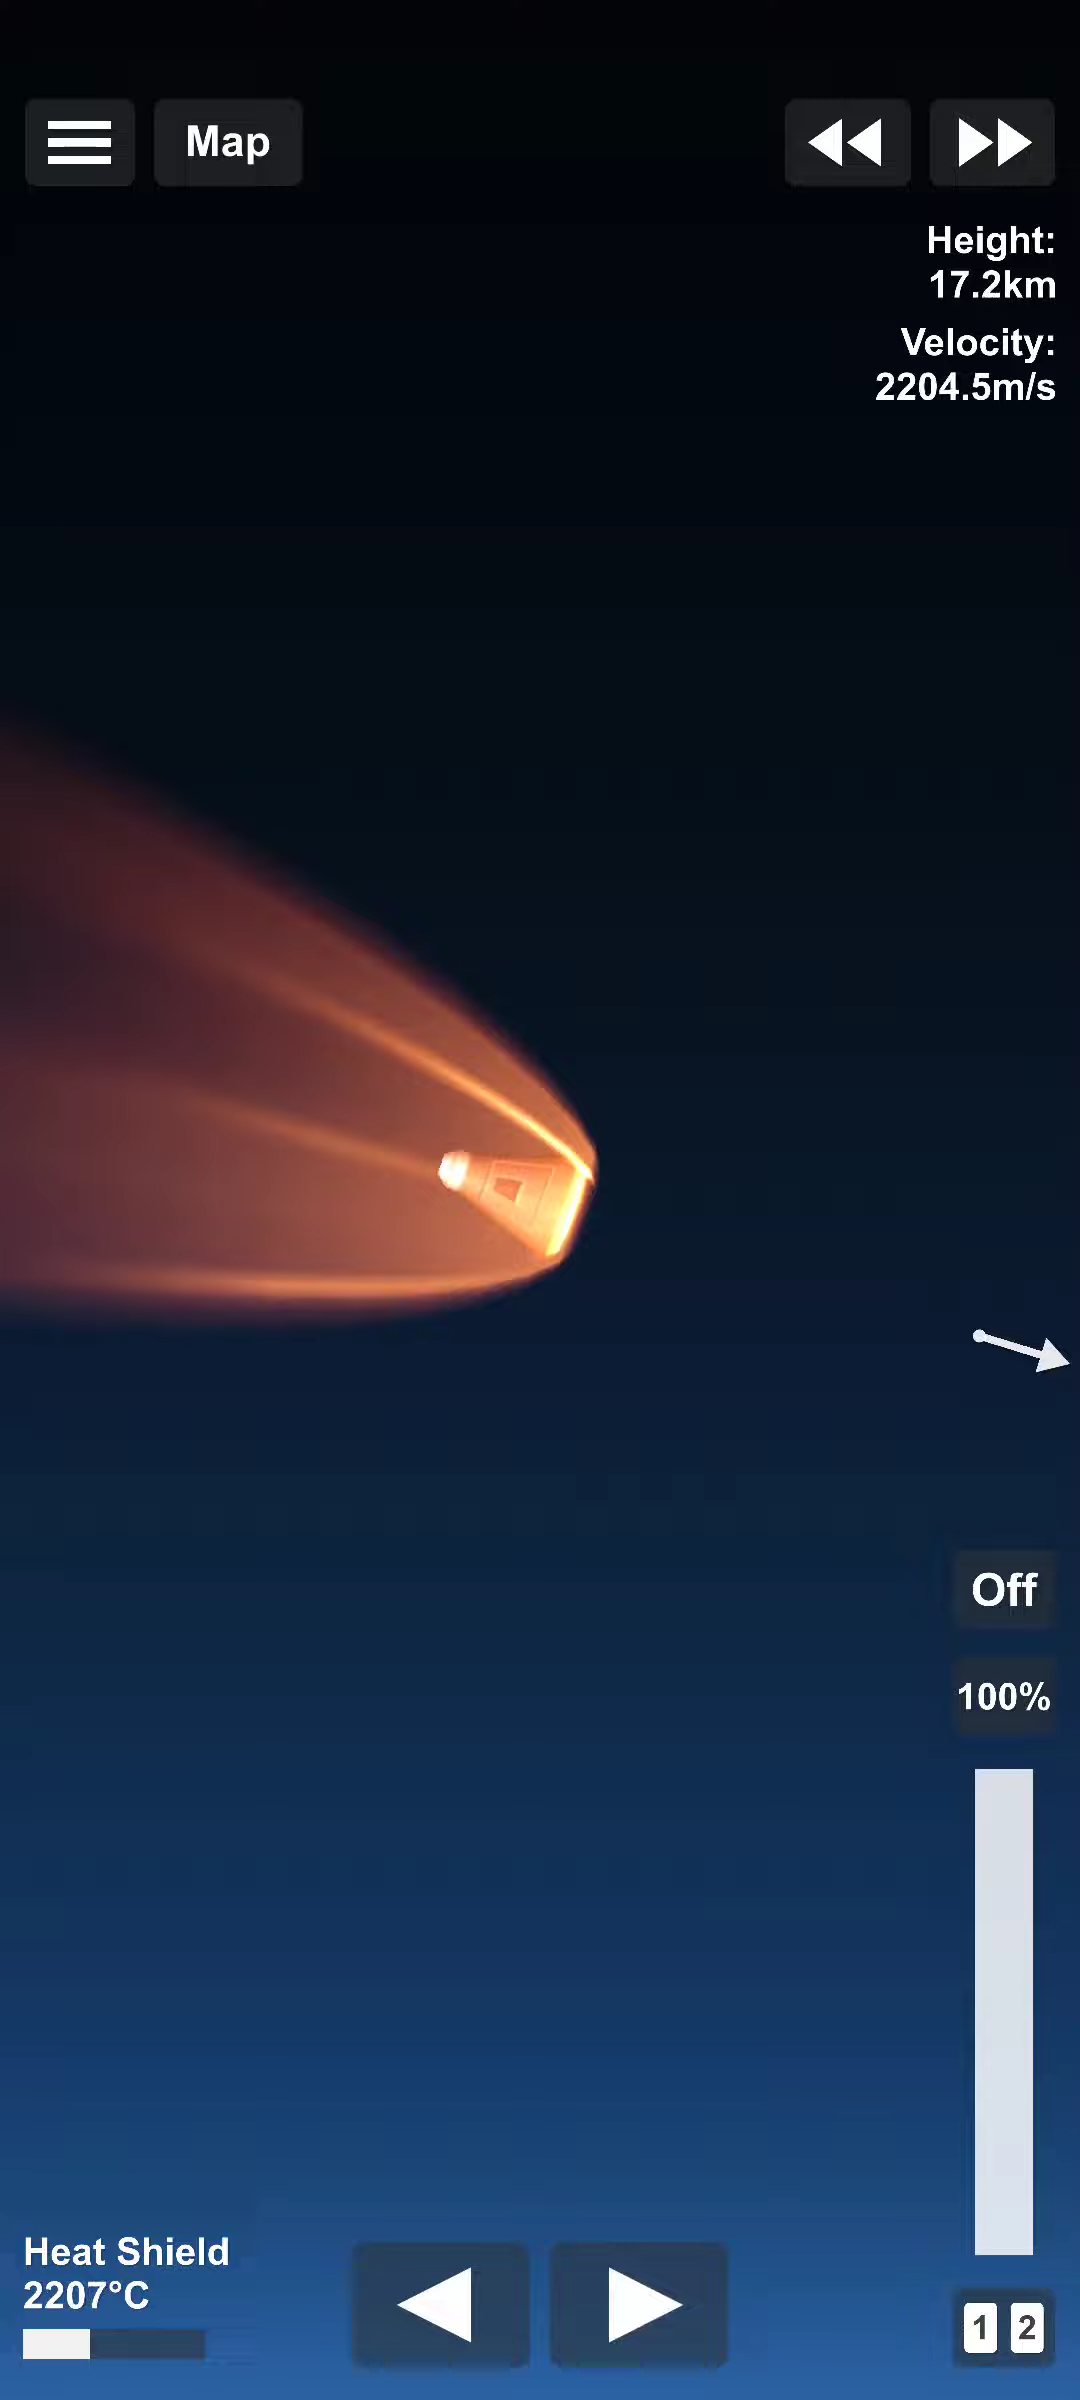 Map
Height:
17.2km
Velocity:
2204.5m/s
Off
100%
Heat Shield
2207°C
1 2